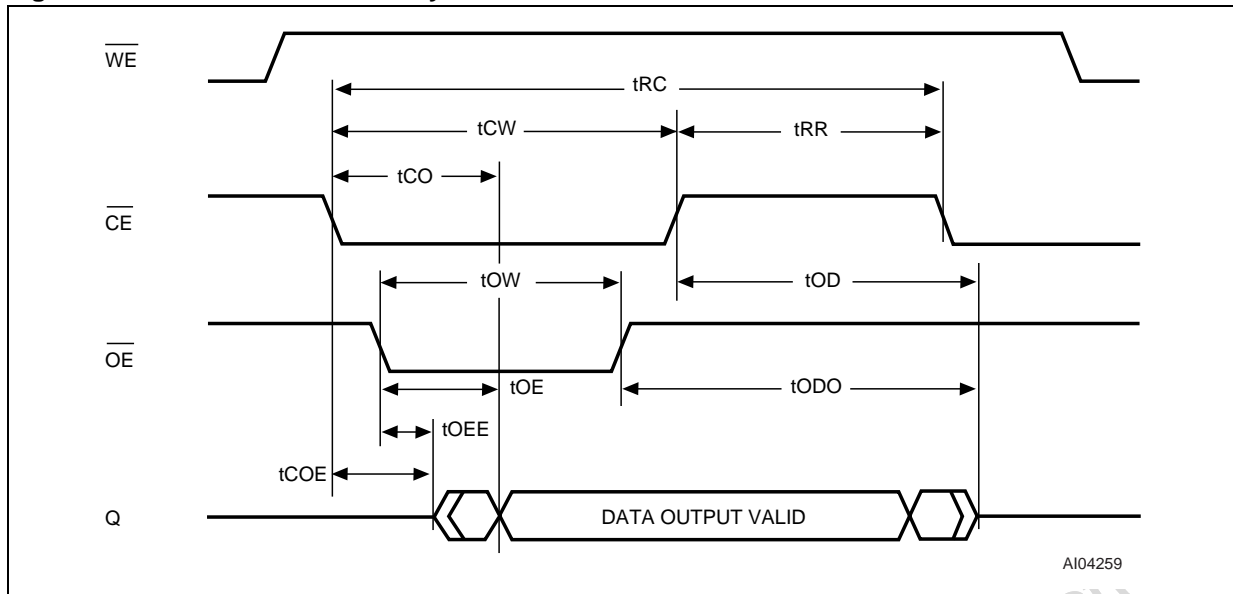 WE
tRC
tCW
tRR
tCO
CE
tOW
tOD
OE
tOE
tODO
tOEE
tCOE
Q
DATA OUTPUT VALID
AI04259